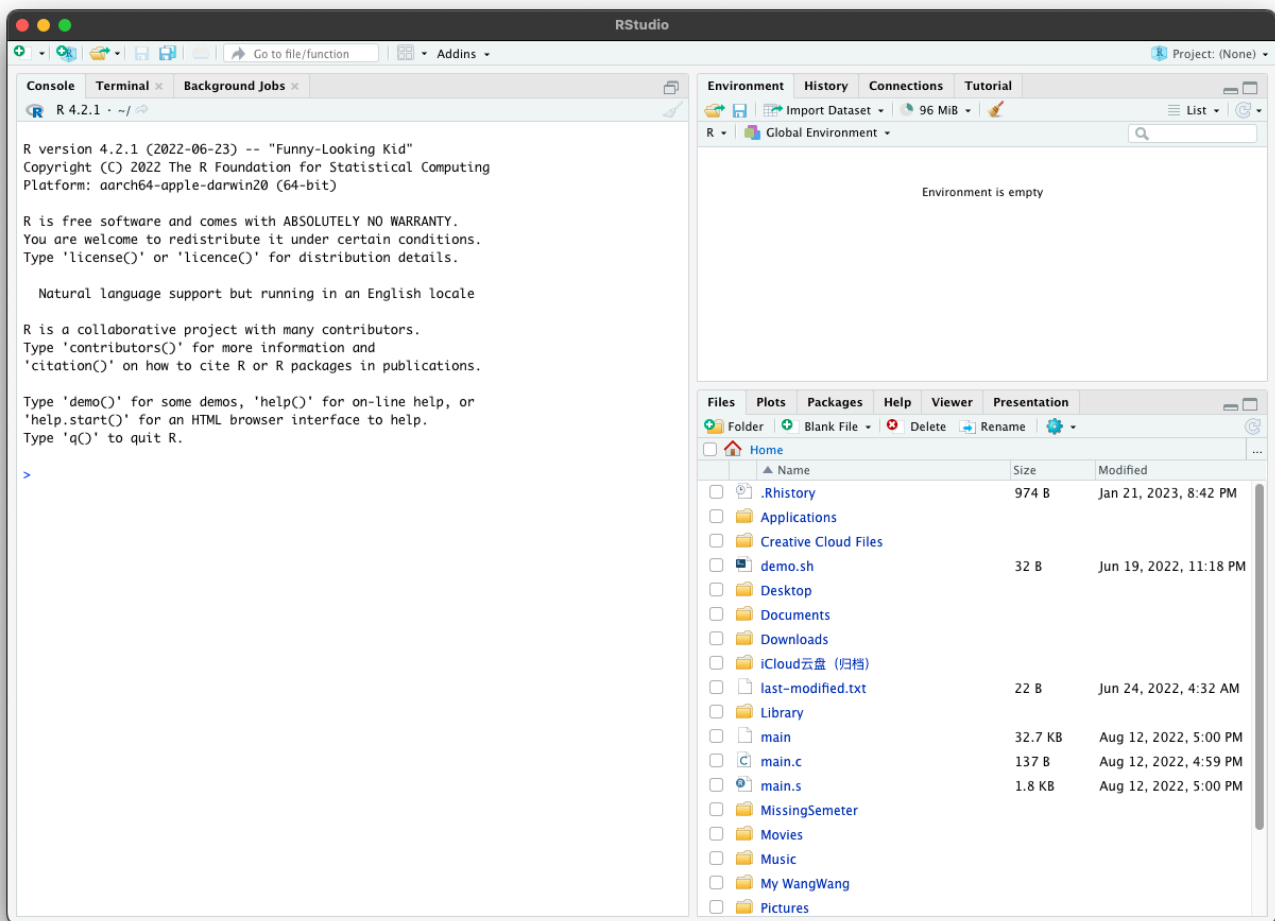 RStudio
Go to file/function
Addins
Project: (None)
Console Terminal Background Jobs
R 4.2.1 · ~/
R version 4.2.1 (2022-06-23) -- "Funny-Looking Kid"
Copyright (C) 2022 The R Foundation for Statistical Computing
Platform: aarch64-apple-darwin20 (64-bit)
R is free software and comes with ABSOLUTELY NO WARRANTY.
You are welcome to redistribute it under certain conditions.
Type 'license()' or 'licence()' for distribution details.
Natural language support but running in an English locale
R is a collaborative project with many contributors.
Type 'contributors()' for more information and
'citation()' on how to cite R or R packages in publications.
Type 'demo()' for some demos, 'help()' for on-line help, or
'help.start()' for an HTML browser interface to help.
Type 'q()' to quit R.
>
Environment History Connections Tutorial
Import Dataset 96 MiB List
R Global Environment
Environment is empty
Files Plots Packages Help Viewer Presentation
Folder Blank File Delete Rename
Home ...
Name Size Modified
.Rhistory 974 B Jan 21, 2023, 8:42 PM
Applications
Creative Cloud Files
demo.sh 32 B Jun 19, 2022, 11:18 PM
Desktop
Documents
Downloads
iCloud云盘（归档）
last-modified.txt 22 B Jun 24, 2022, 4:32 AM
Library
main 32.7 KB Aug 12, 2022, 5:00 PM
main.c 137 B Aug 12, 2022, 4:59 PM
main.s 1.8 KB Aug 12, 2022, 5:00 PM
MissingSemeter
Movies
Music
My WangWang
Pictures